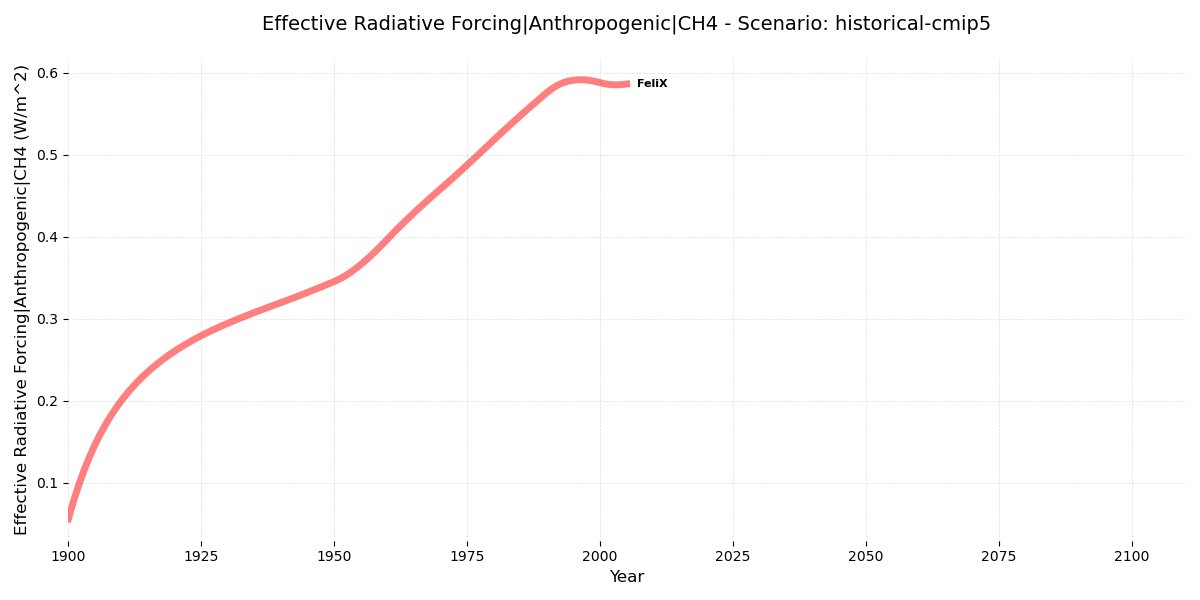 Effective Radiative Forcing|Anthropogenic|CH4 - Scenario: historical-cmip5
Effective Radiative Forcing|Anthropogenic|CH4 (W/m^2)
0.6
0.5
0.4
0.3
0.2
0.1
FeliX
1900 1925 1950 1975 2000 2025 2050 2075 2100
Year